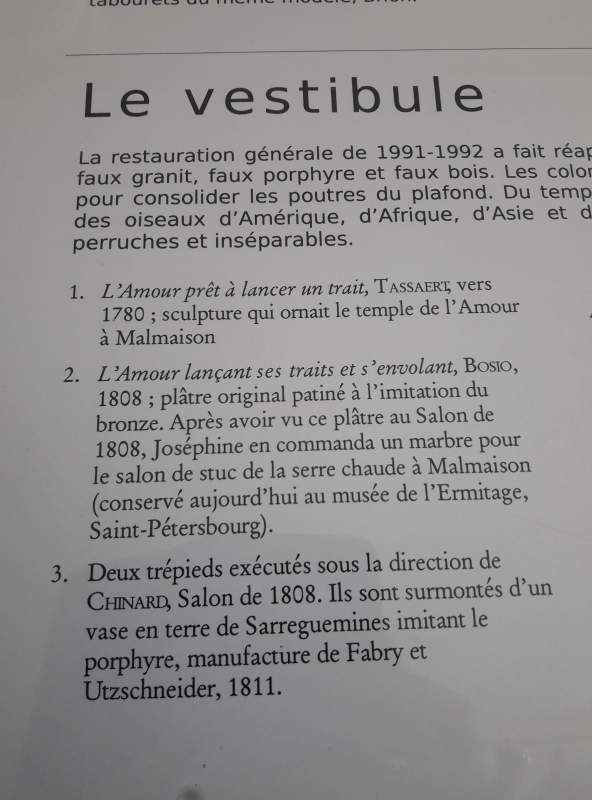 Le vestibule
La restauration générale de 1991-1992 a fait
faux granit, faux porphyre et faux bois. Les
pour consolider les poutres du plafond. Du
des oiseaux d'Amérique, d'Afrique, d'Asie et
perruches et inséparables.
1. L'Amour prêt à lancer un trait, TASSAERT, vers
1780 ; sculpture qui ornait le temple de l'Amour
à Malmaison
2. L'Amour lançant ses traits et s'envolant, BOSIO,
1808 ; plâtre original patiné à l'imitation du
bronze. Après avoir vu ce plâtre au Salon de
1808, Joséphine en commanda un marbre pour
le salon de stuc de la serre chaude à Malmaison
(conservé aujourd'hui au musée de l'Ermitage,
Saint-Pétersbourg).
3. Deux trépieds exécutés sous la direction de
CHINARD, Salon de 1808. Ils sont surmontés d'un
vase en terre de Sarreguemines imitant le
porphyre, manufacture de Fabry et
Utzschneider, 1811.